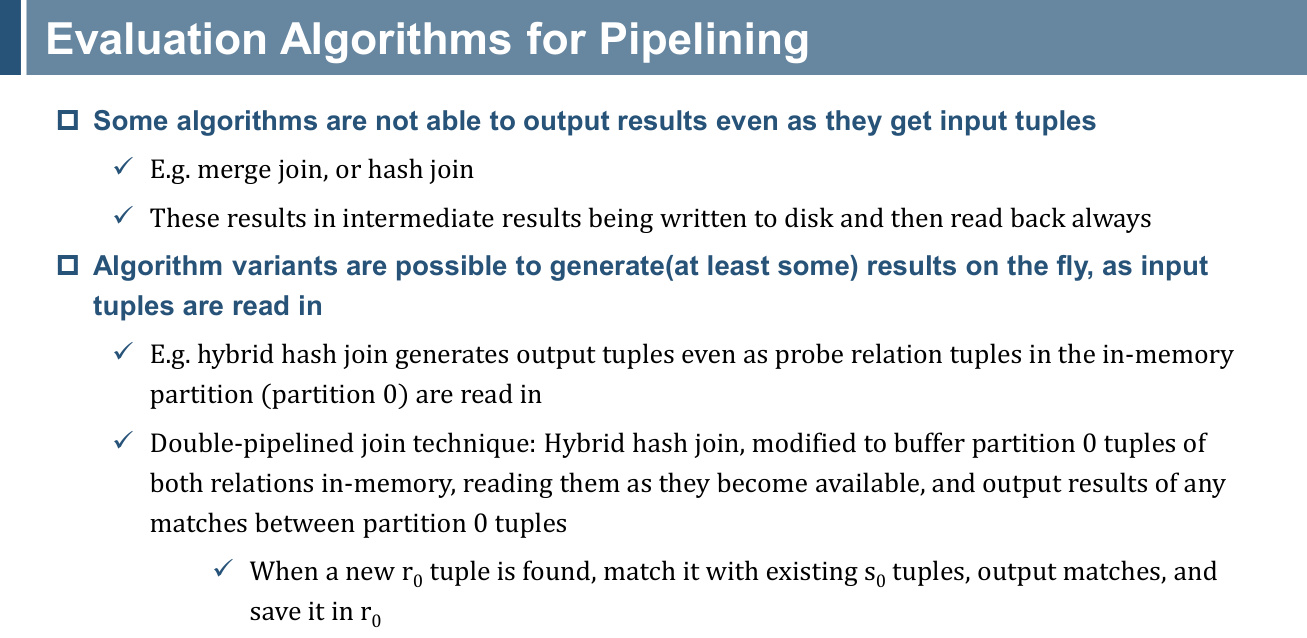 Evaluation Algorithms for Pipelining
Some algorithms are not able to output results even as they get input tuples
E.g. merge join, or hash join
These results in intermediate results being written to disk and then read back always
Algorithm variants are possible to generate(at least some) results on the fly, as input
tuples are read in
E.g. hybrid hash join generates output tuples even as probe relation tuples in the in-memory
partition (partition 0) are read in
Double-pipelined join technique: Hybrid hash join, modified to buffer partition 0 tuples of
both relations in-memory, reading them as they become available, and output results of any
matches between partition 0 tuples
When a new r₀ tuple is found, match it with existing s₀ tuples, output matches, and
save it in r₀